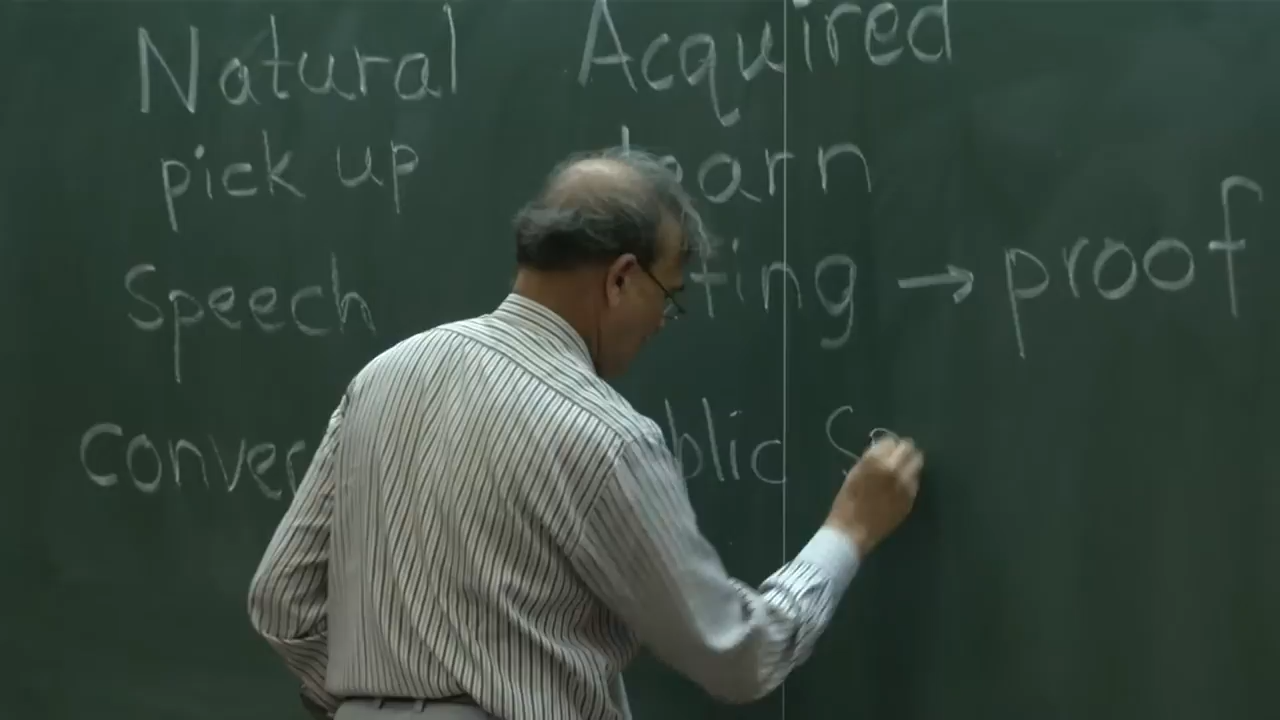 Natural Acquired
pick up learn
Speech ting → proof
conver blic S